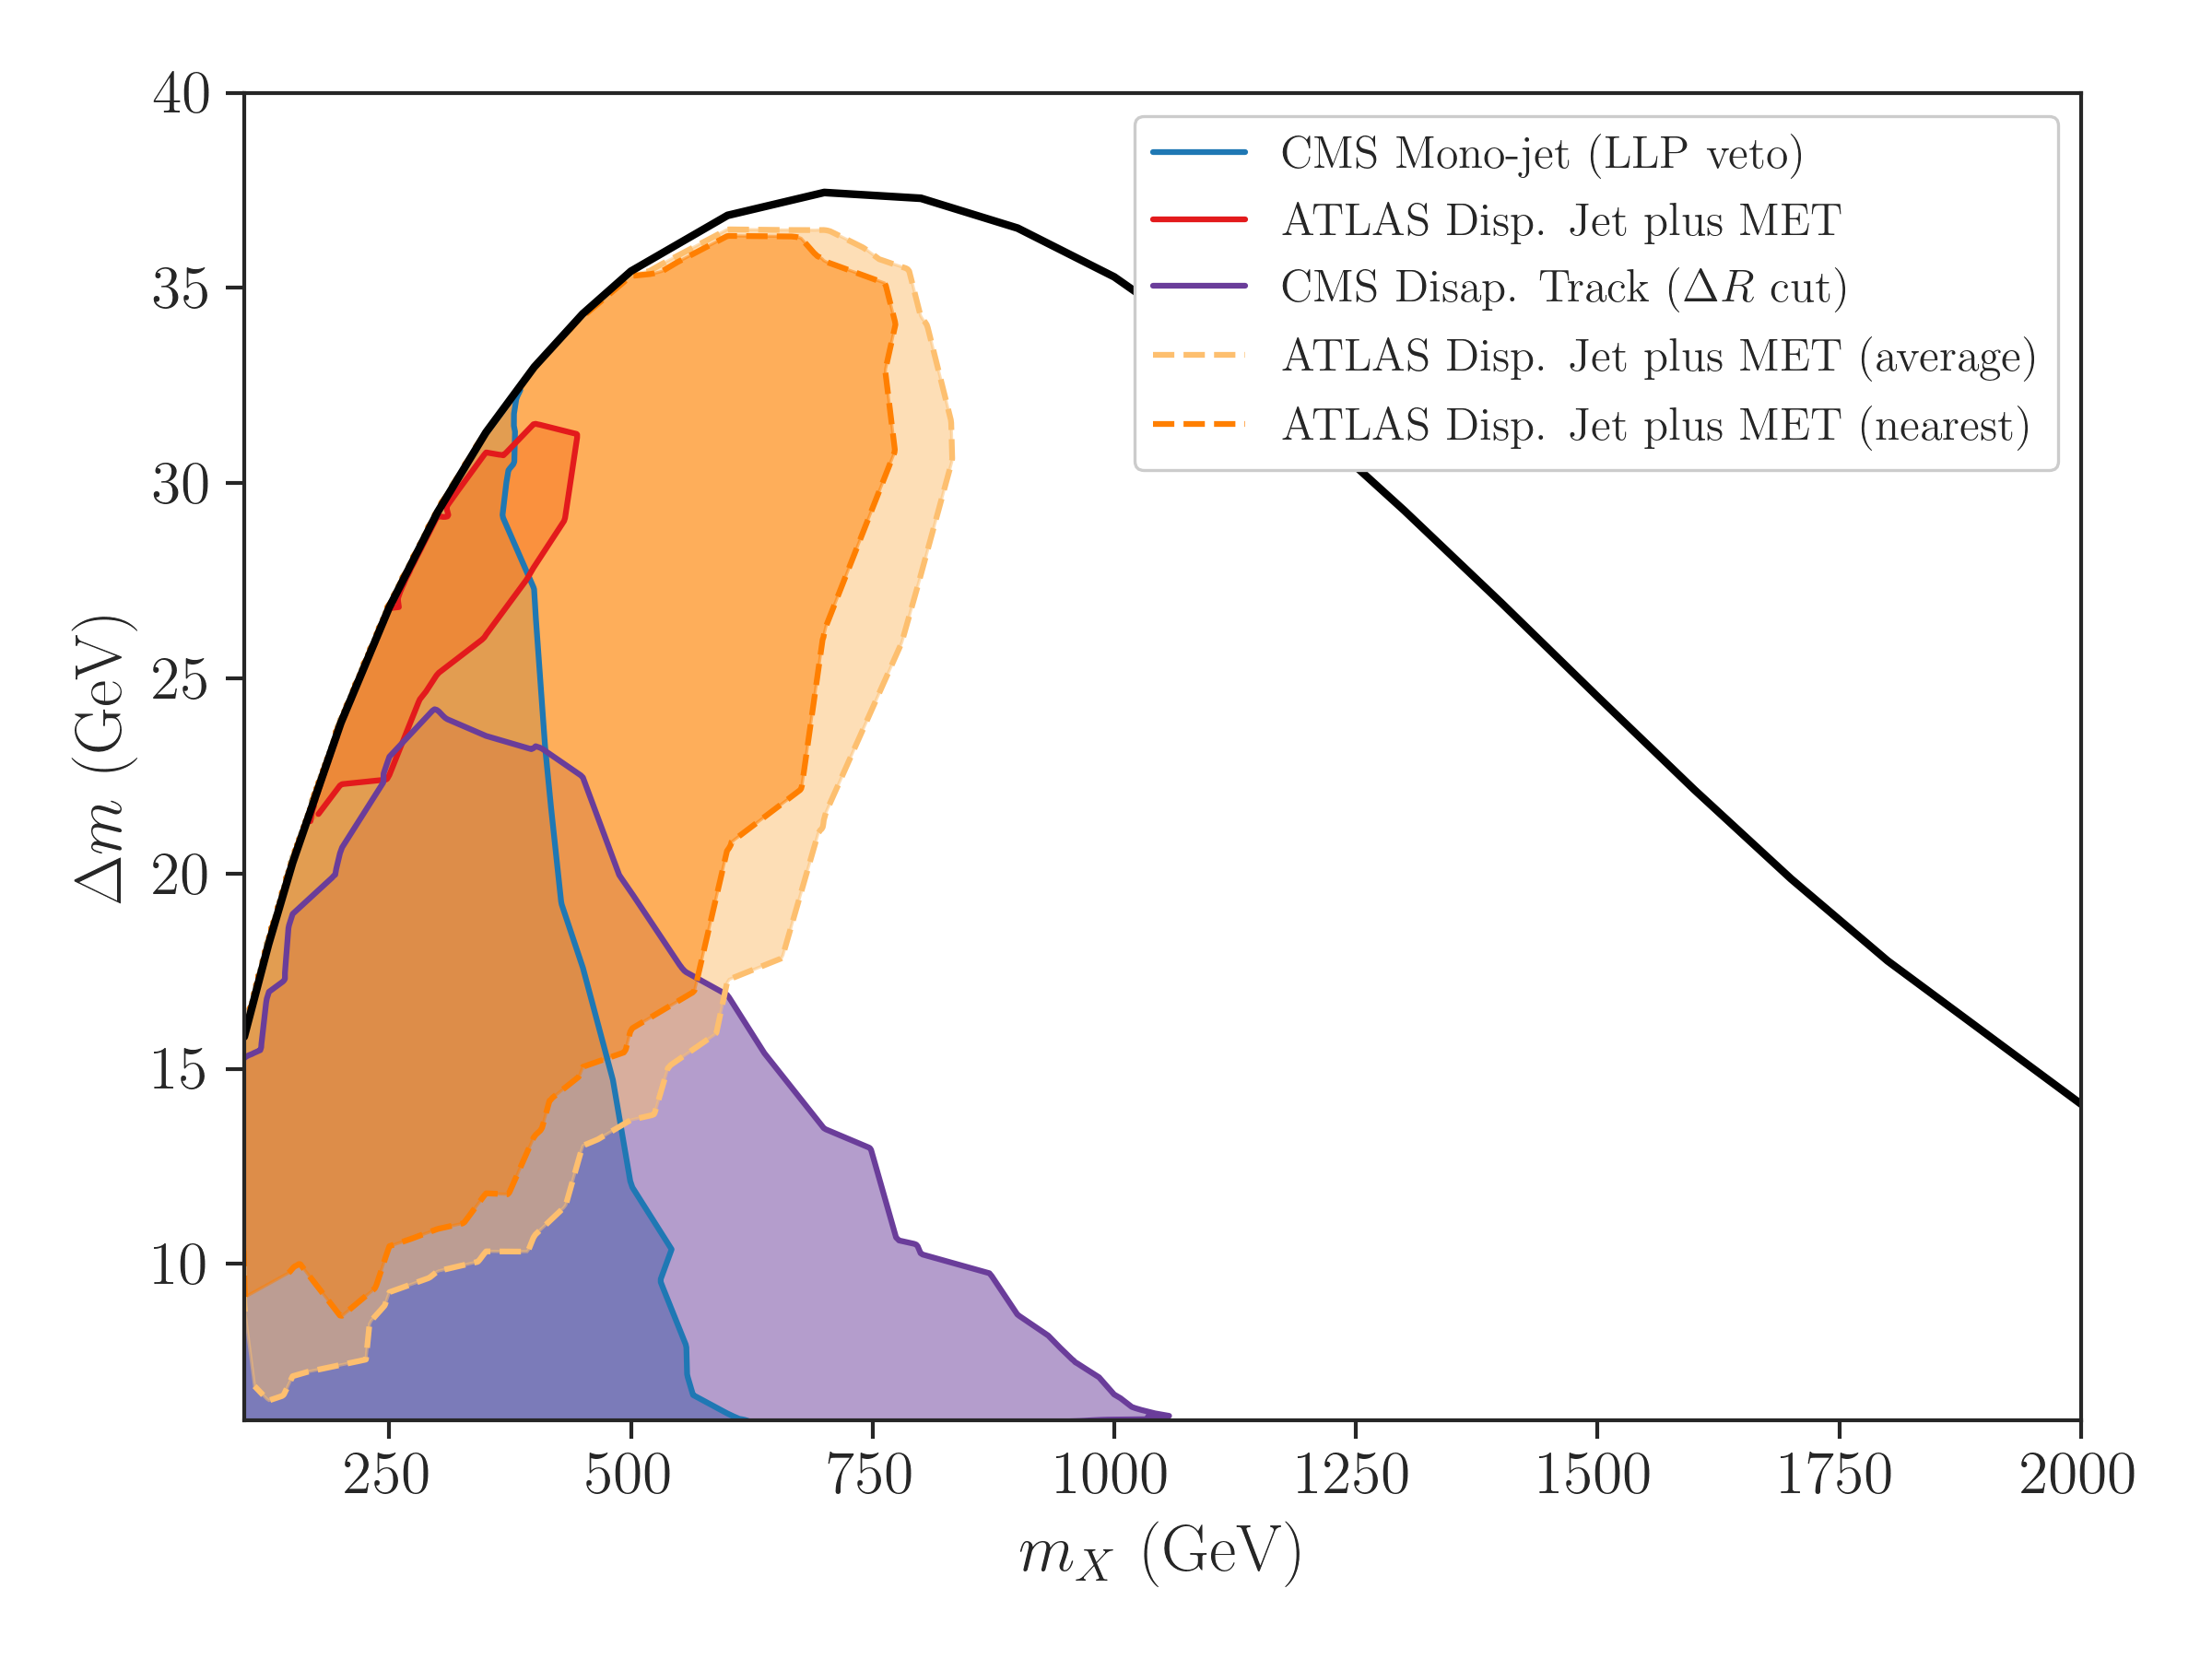 40
35
30
25
20
15
10
Δm (GeV)
CMS Mono-jet (LLP veto)
ATLAS Disp. Jet plus MET
CMS Disap. Track (ΔR cut)
ATLAS Disp. Jet plus MET (average)
ATLAS Disp. Jet plus MET (nearest)
250 500 750 1000 1250 1500 1750 2000
m_X (GeV)